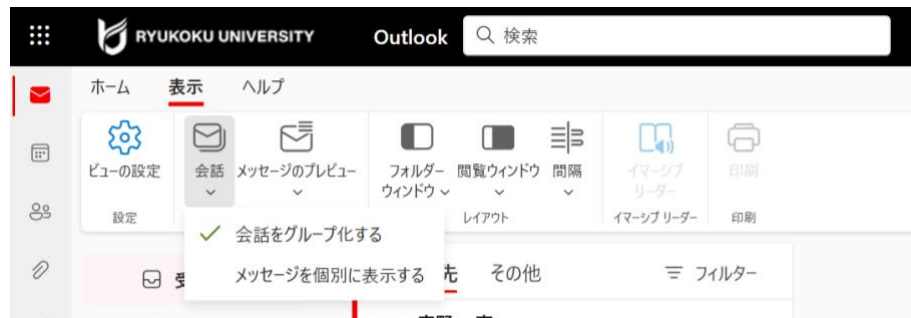 RYUKOKU UNIVERSITY Outlook 検索
ホーム 表示 ヘルプ
ビューの設定 会話 メッセージのプレビュー フォルダー 閲覧ウィンドウ 間隔 イマーシブ 印刷
ウィンドウ リーダー
設定 レイアウト イマーシブ リーダー 印刷
会話をグループ化する
メッセージを個別に表示する 先 その他 フィルター